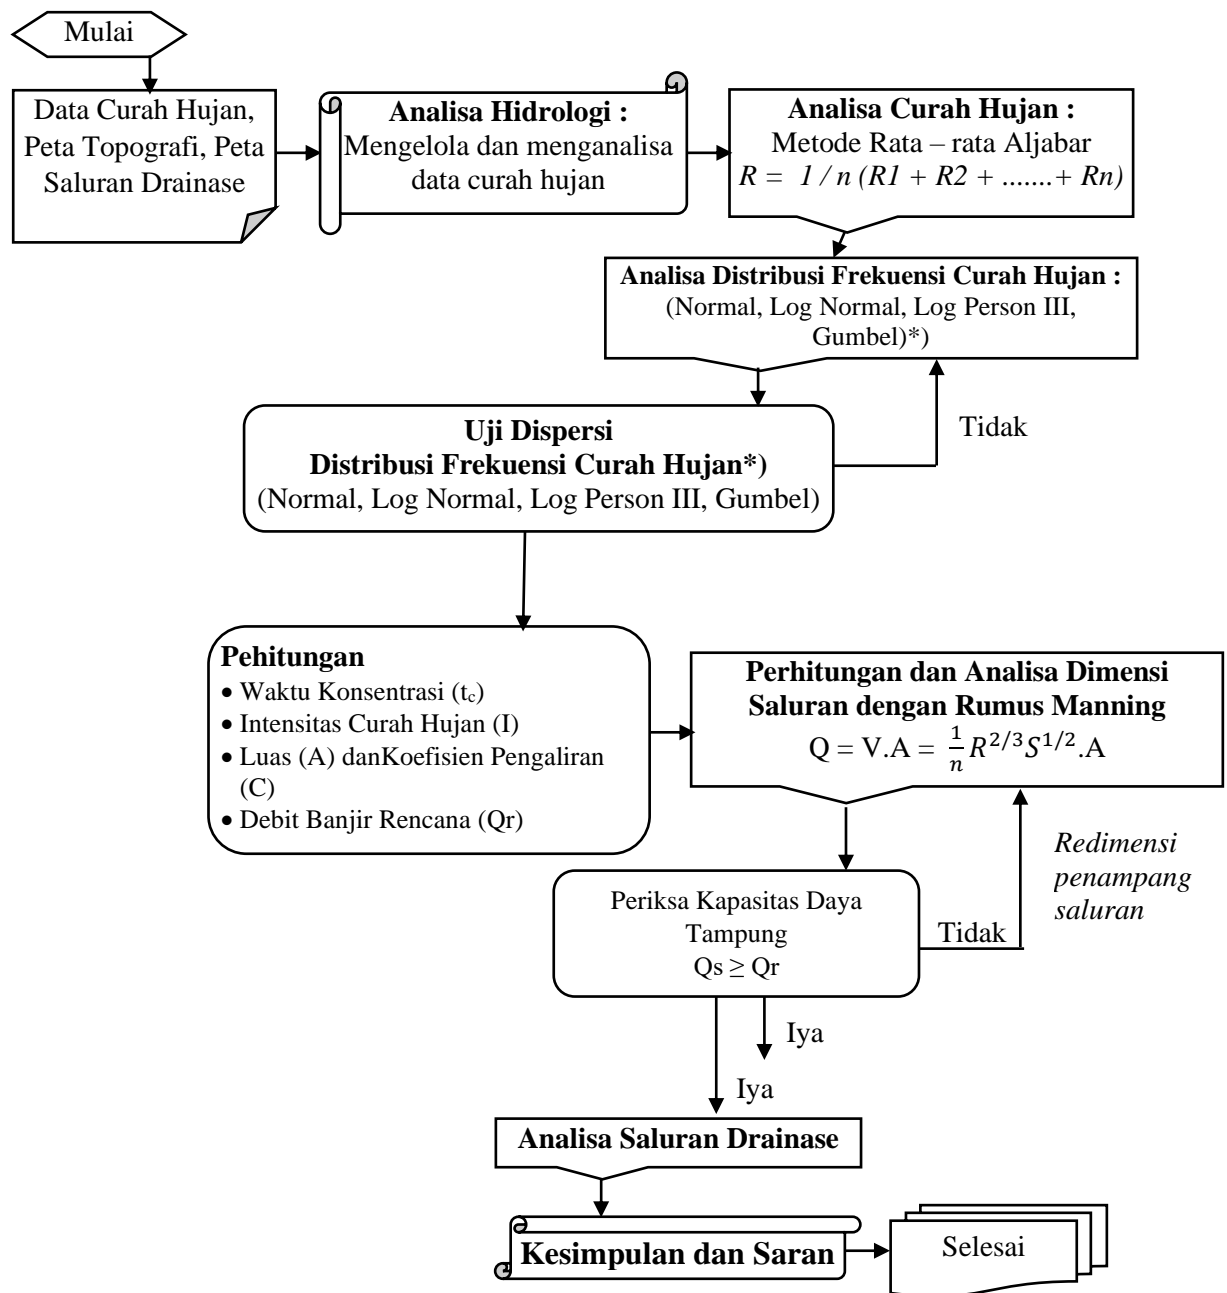 Mulai
Data Curah Hujan,
Peta Topografi, Peta
Saluran Drainase
Analisa Hidrologi :
Mengelola dan menganalisa
data curah hujan
Analisa Curah Hujan :
Metode Rata – rata Aljabar
R = 1 / n (R1 + R2 + .......+ Rn)
Analisa Distribusi Frekuensi Curah Hujan :
(Normal, Log Normal, Log Person III,
Gumbel)*)
Tidak
Uji Dispersi
Distribusi Frekuensi Curah Hujan*)
(Normal, Log Normal, Log Person III, Gumbel)
Pehitungan
• Waktu Konsentrasi (tc)
• Intensitas Curah Hujan (I)
• Luas (A) danKoefisien Pengaliran
(C)
• Debit Banjir Rencana (Qr)
Perhitungan dan Analisa Dimensi
Saluran dengan Rumus Manning
Q = V.A = 1/n R^2/3 S^1/2.A
Redimensi
penampang
saluran
Periksa Kapasitas Daya
Tampung
Qs ≥ Qr
Tidak
Iya
Iya
Analisa Saluran Drainase
Kesimpulan dan Saran
Selesai